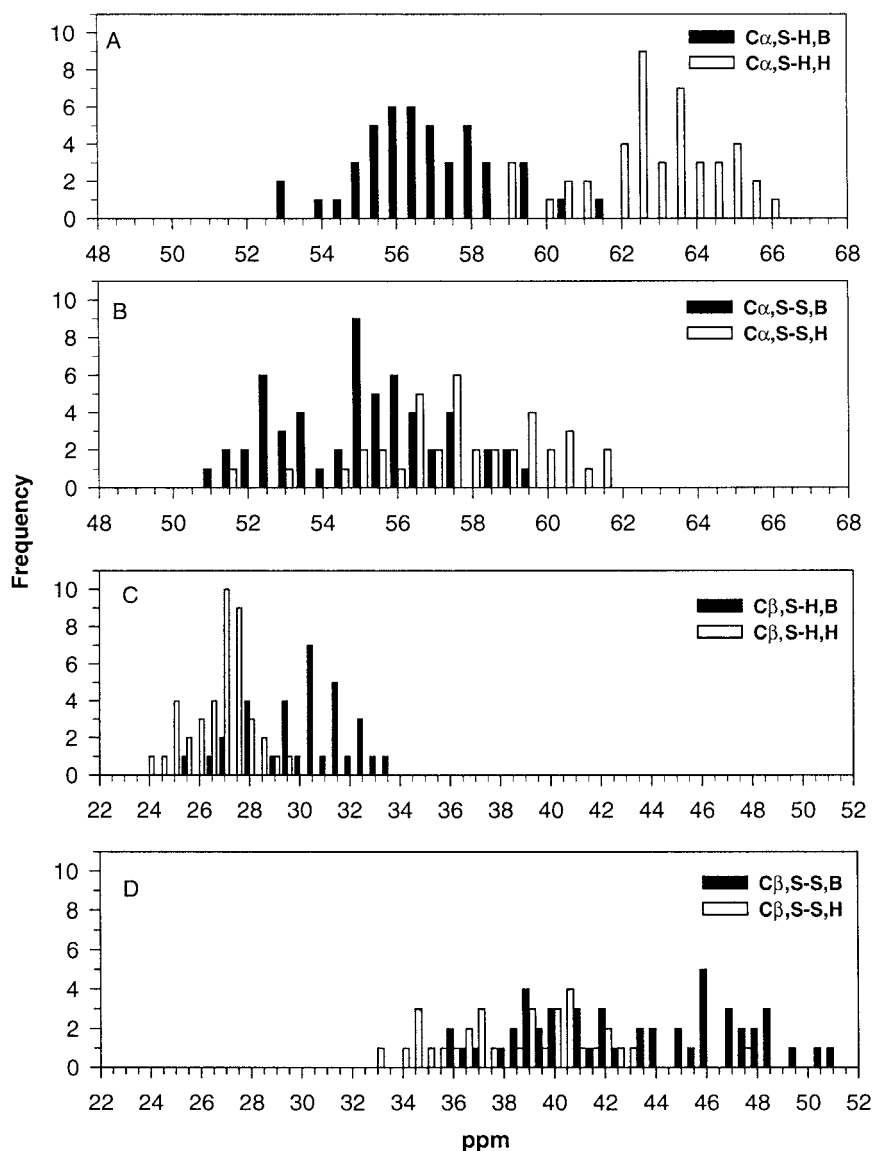 A
Cα,S-H,B
Cα,S-H,H
10
8
6
4
2
0
48 50 52 54 56 58 60 62 64 66 68
B
Cα,S-S,B
Cα,S-S,H
10
8
6
4
2
0
48 50 52 54 56 58 60 62 64 66 68
Frequency
C
Cβ,S-H,B
Cβ,S-H,H
10
8
6
4
2
0
22 24 26 28 30 32 34 36 38 40 42 44 46 48 50 52
D
Cβ,S-S,B
Cβ,S-S,H
10
8
6
4
2
0
22 24 26 28 30 32 34 36 38 40 42 44 46 48 50 52
ppm